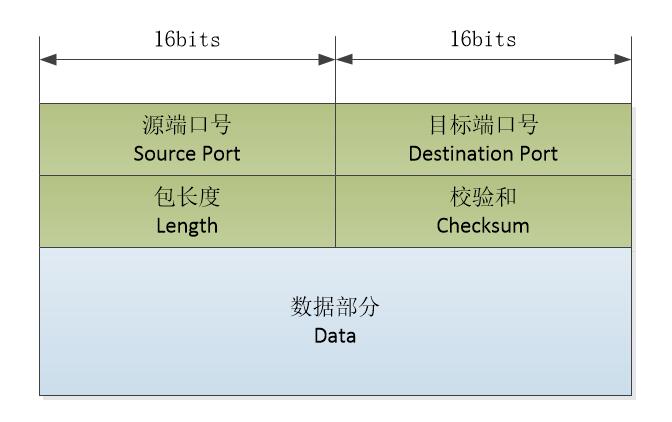 16bits
16bits
源端口号
Source Port
目标端口号
Destination Port
包长度
Length
校验和
Checksum
数据部分
Data